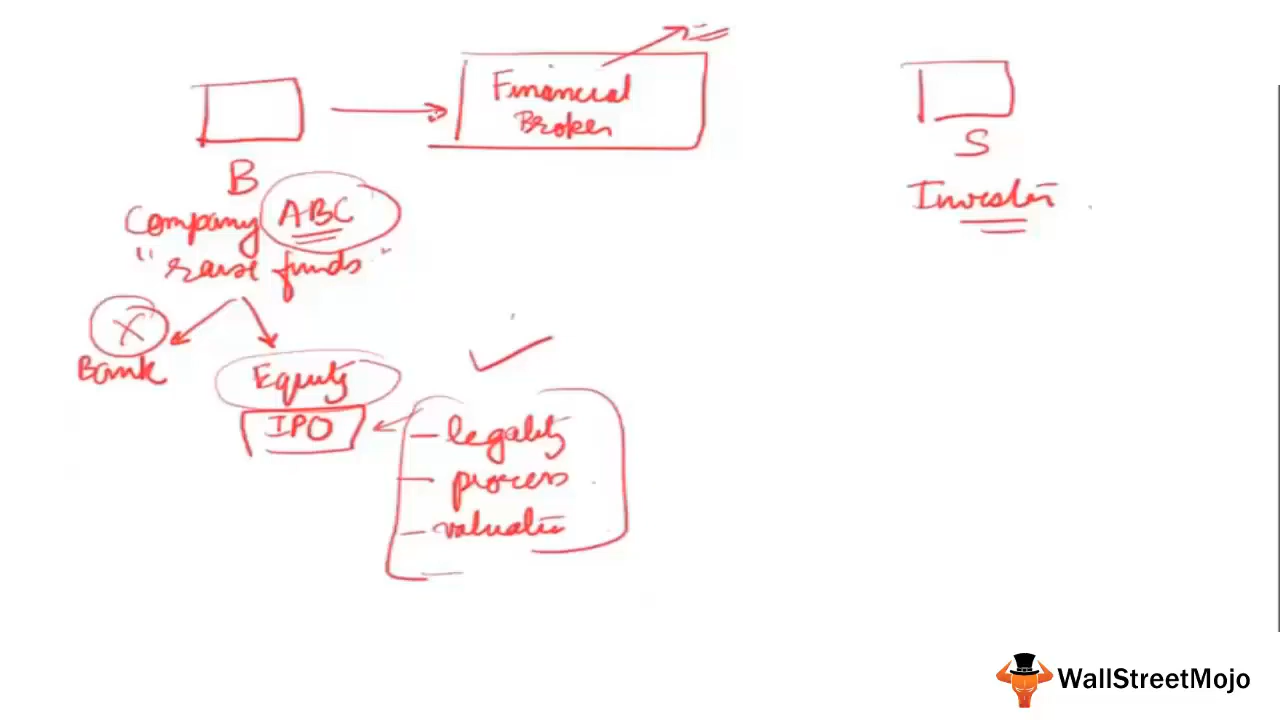 Financial
Broker
B
S
Company ABC
Investor
"raise funds"
X
Bank
Equity
IPO
- legality
- process
- valuation
WallStreetMojo